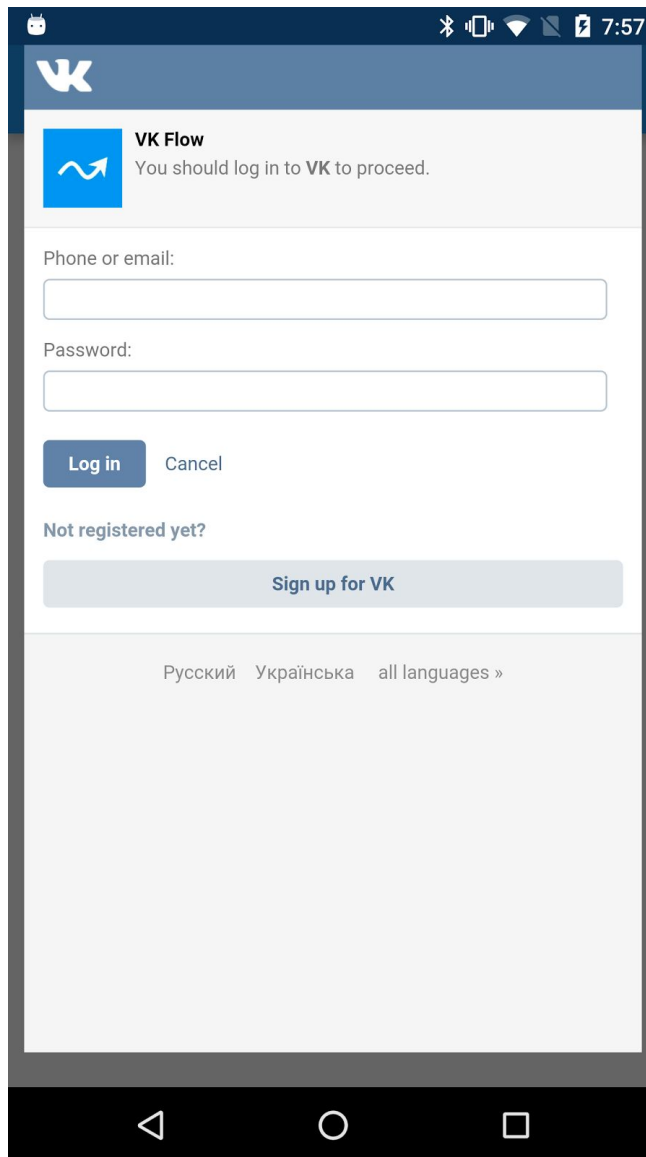 7:57
VK
VK Flow
You should log in to VK to proceed.
Phone or email:
Password:
Log in Cancel
Not registered yet?
Sign up for VK
Русский Українська all languages »